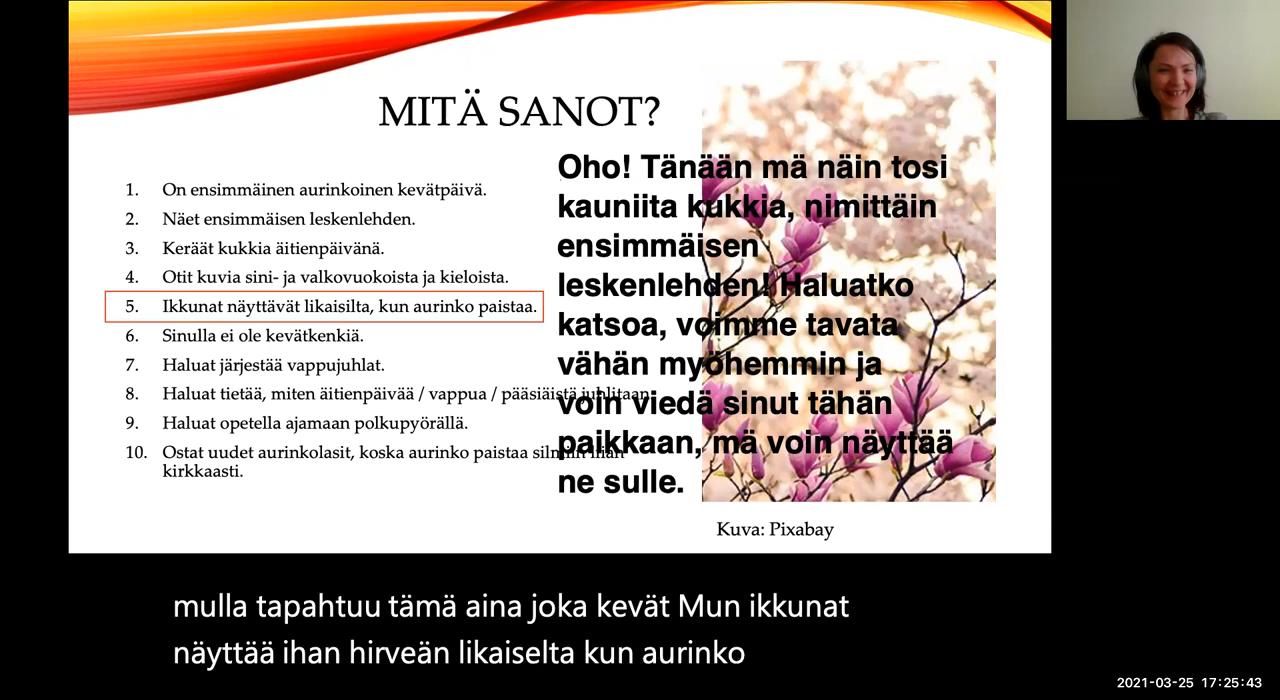 MITÄ SANOT?
1. On ensimmäinen aurinkoinen kevätpäivä.
2. Näet ensimmäisen leskenlehden.
3. Keräät kukkia äitienpäivänä.
4. Otit kuvia sini- ja valkovuokoista ja kieloista.
5. Ikkunat näyttävät likaisilta, kun aurinko paistaa.
6. Sinulla ei ole kevätkenkiä.
7. Haluat järjestää vappujuhlat.
8. Haluat tietää, miten äitienpäivää / vappua / pääsiäistä juhlitaan.
9. Haluat opetella ajamaan polkupyörällä.
10. Ostat uudet aurinkolasit, koska aurinko paistaa silmiin liian
kirkkaasti.
Oho! Tänään mä näin tosi
kauniita kukkia, nimittäin
ensimmäisen
leskenlehden! Haluatko
katsoa, voimme tavata
vähän myöhemmin ja
voin viedä sinut tähän
paikkaan, mä voin näyttää
ne sulle.
Kuva: Pixabay
mulla tapahtuu tämä aina joka kevät Mun ikkunat
näyttää ihan hirveän likaiselta kun aurinko
2021-03-25 17:25:43